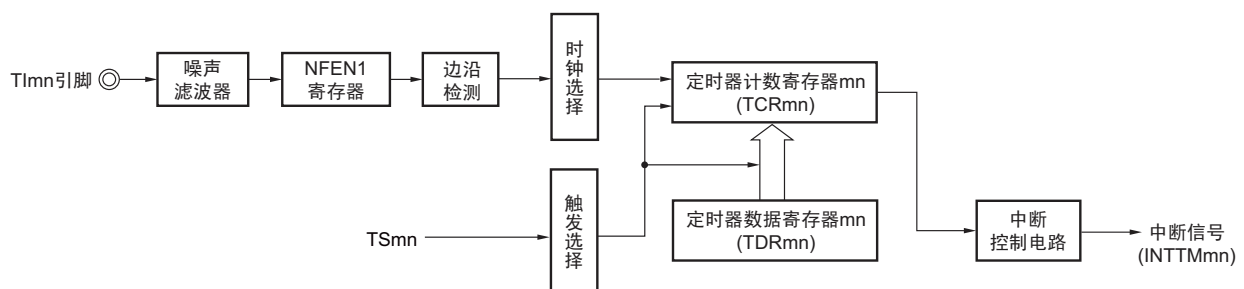 TImn引脚
噪声
滤波器
NFEN1
寄存器
边沿
检测
时钟选择
定时器计数寄存器mn
(TCRmn)
TSmn
触发选择
定时器数据寄存器mn
(TDRmn)
中断
控制电路
中断信号
(INTTMmn)